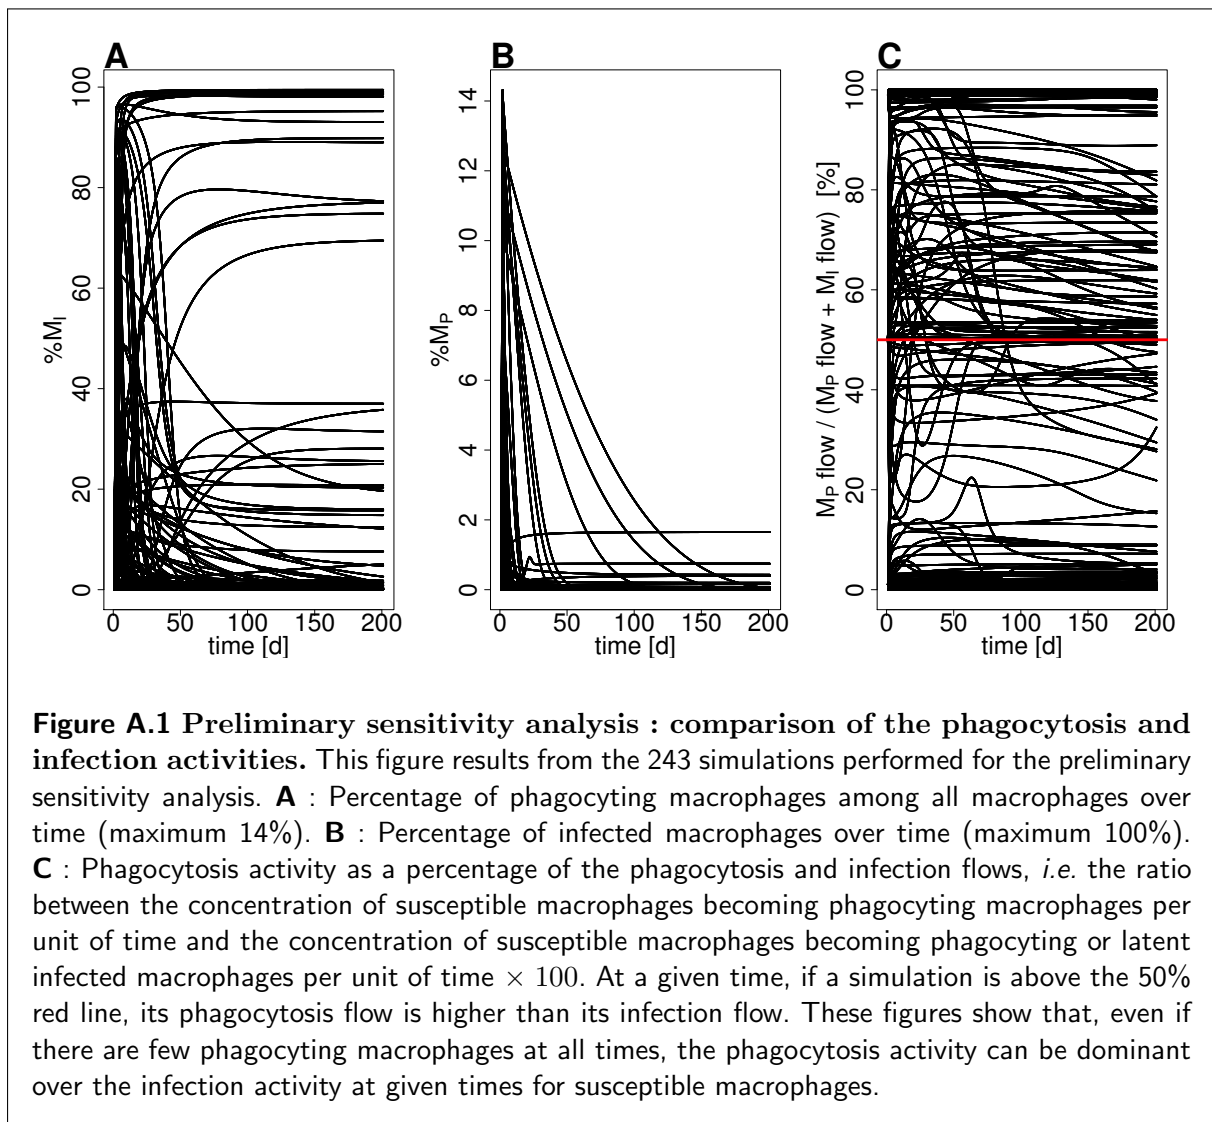 A
B
C
100
80
60
40
20
0
%M_I
0 50 100 150 200
time [d]
14
12
10
8
6
4
2
0
%M_P
0 50 100 150 200
time [d]
100
80
60
40
20
0
M_P flow / (M_P flow + M_I flow) [%]
0 50 100 150 200
time [d]
Figure A.1 Preliminary sensitivity analysis : comparison of the phagocytosis and
infection activities. This figure results from the 243 simulations performed for the preliminary
sensitivity analysis. A : Percentage of phagocyting macrophages among all macrophages over
time (maximum 14%). B : Percentage of infected macrophages over time (maximum 100%).
C : Phagocytosis activity as a percentage of the phagocytosis and infection flows, i.e. the ratio
between the concentration of susceptible macrophages becoming phagocyting macrophages per
unit of time and the concentration of susceptible macrophages becoming phagocyting or latent
infected macrophages per unit of time × 100. At a given time, if a simulation is above the 50%
red line, its phagocytosis flow is higher than its infection flow. These figures show that, even if
there are few phagocyting macrophages at all times, the phagocytosis activity can be dominant
over the infection activity at given times for susceptible macrophages.